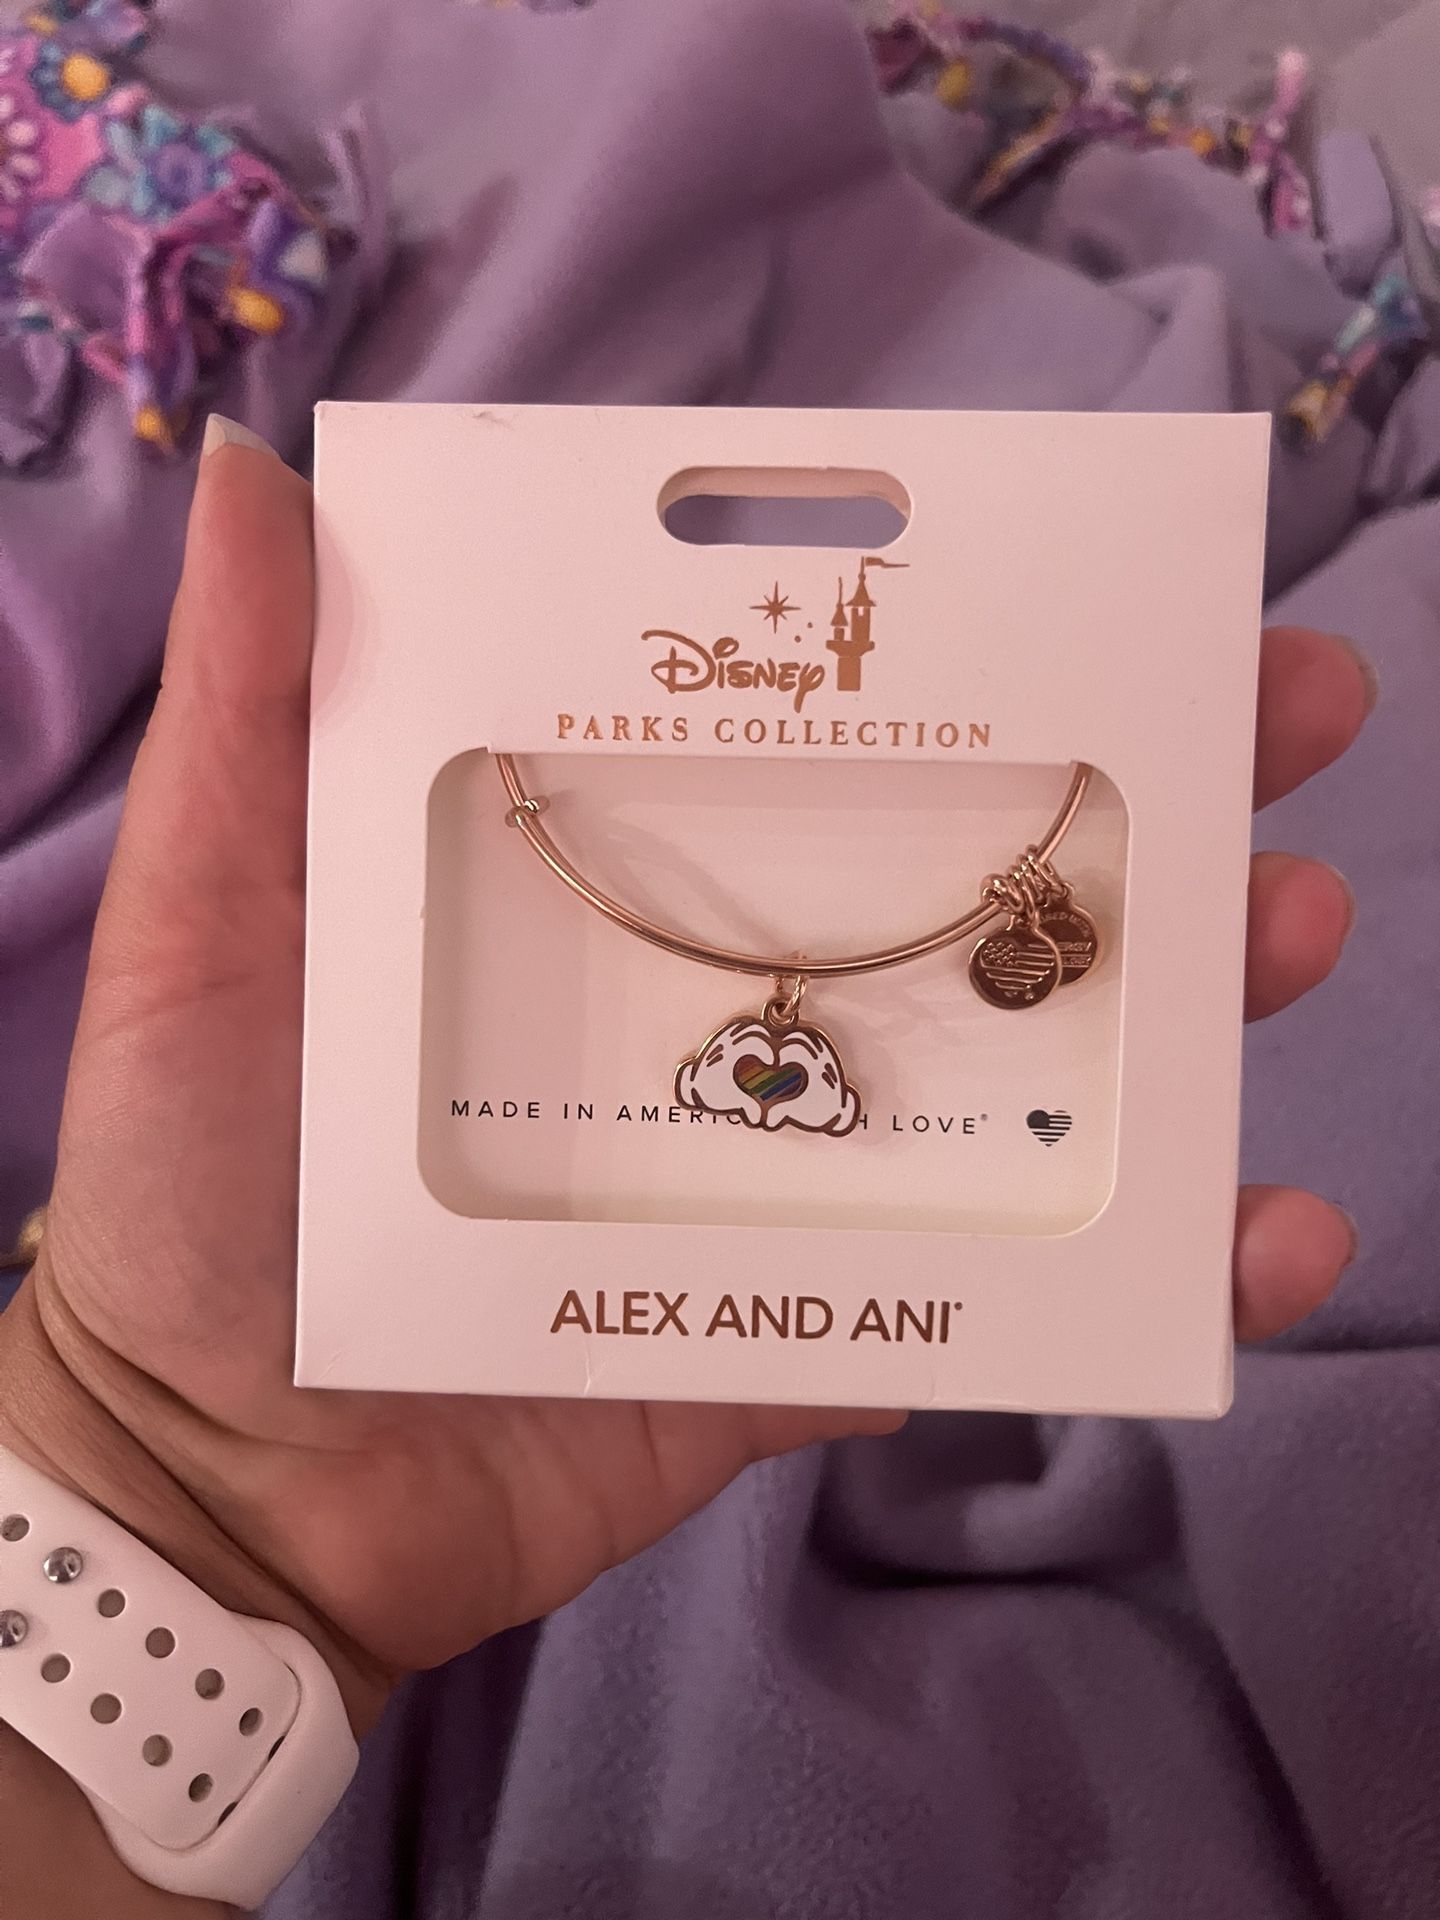 Disney
PARKS COLLECTION
MADE IN AMERIC H LOVE®
ALEX AND ANI®